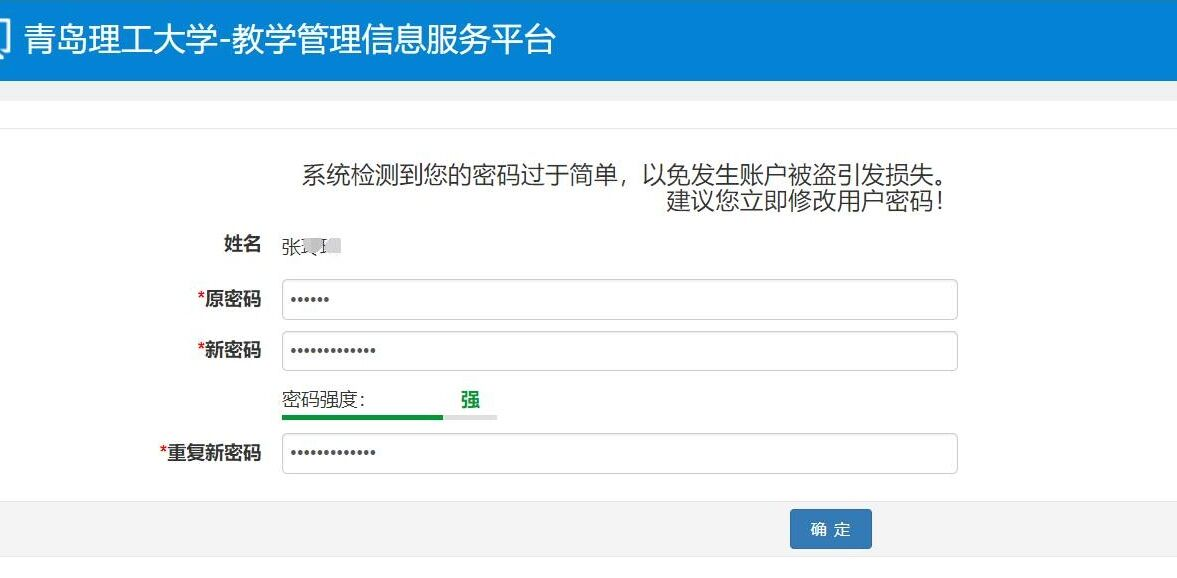 青岛理工大学-教学管理信息服务平台
系统检测到您的密码过于简单，以免发生账户被盗引发损失。
建议您立即修改用户密码！
姓名 张
*原密码 ••••••
*新密码 •••••••••••••
密码强度： 强
*重复新密码 •••••••••••••
确 定